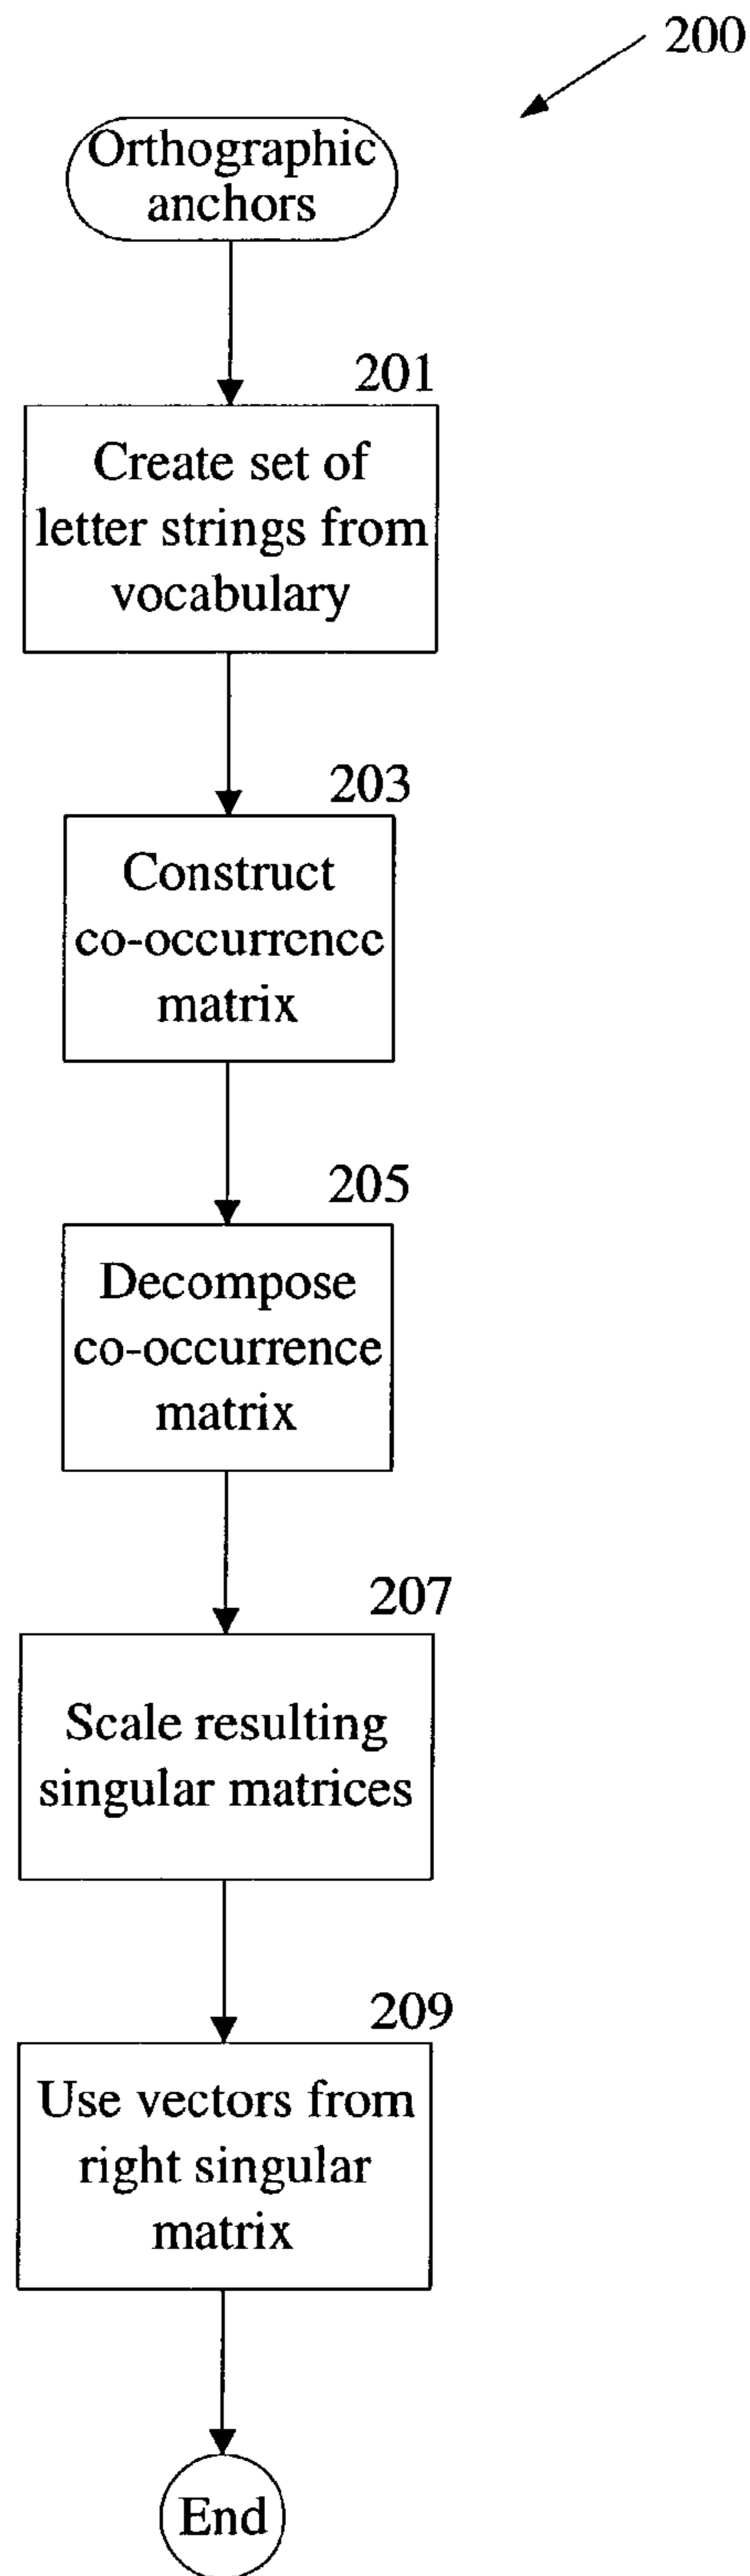 200
Orthographic
anchors
201
Create set of
letter strings from
vocabulary
203
Construct
co-occurrence
matrix
205
Decompose
co-occurrence
matrix
207
Scale resulting
singular matrices
209
Use vectors from
right singular
matrix
End